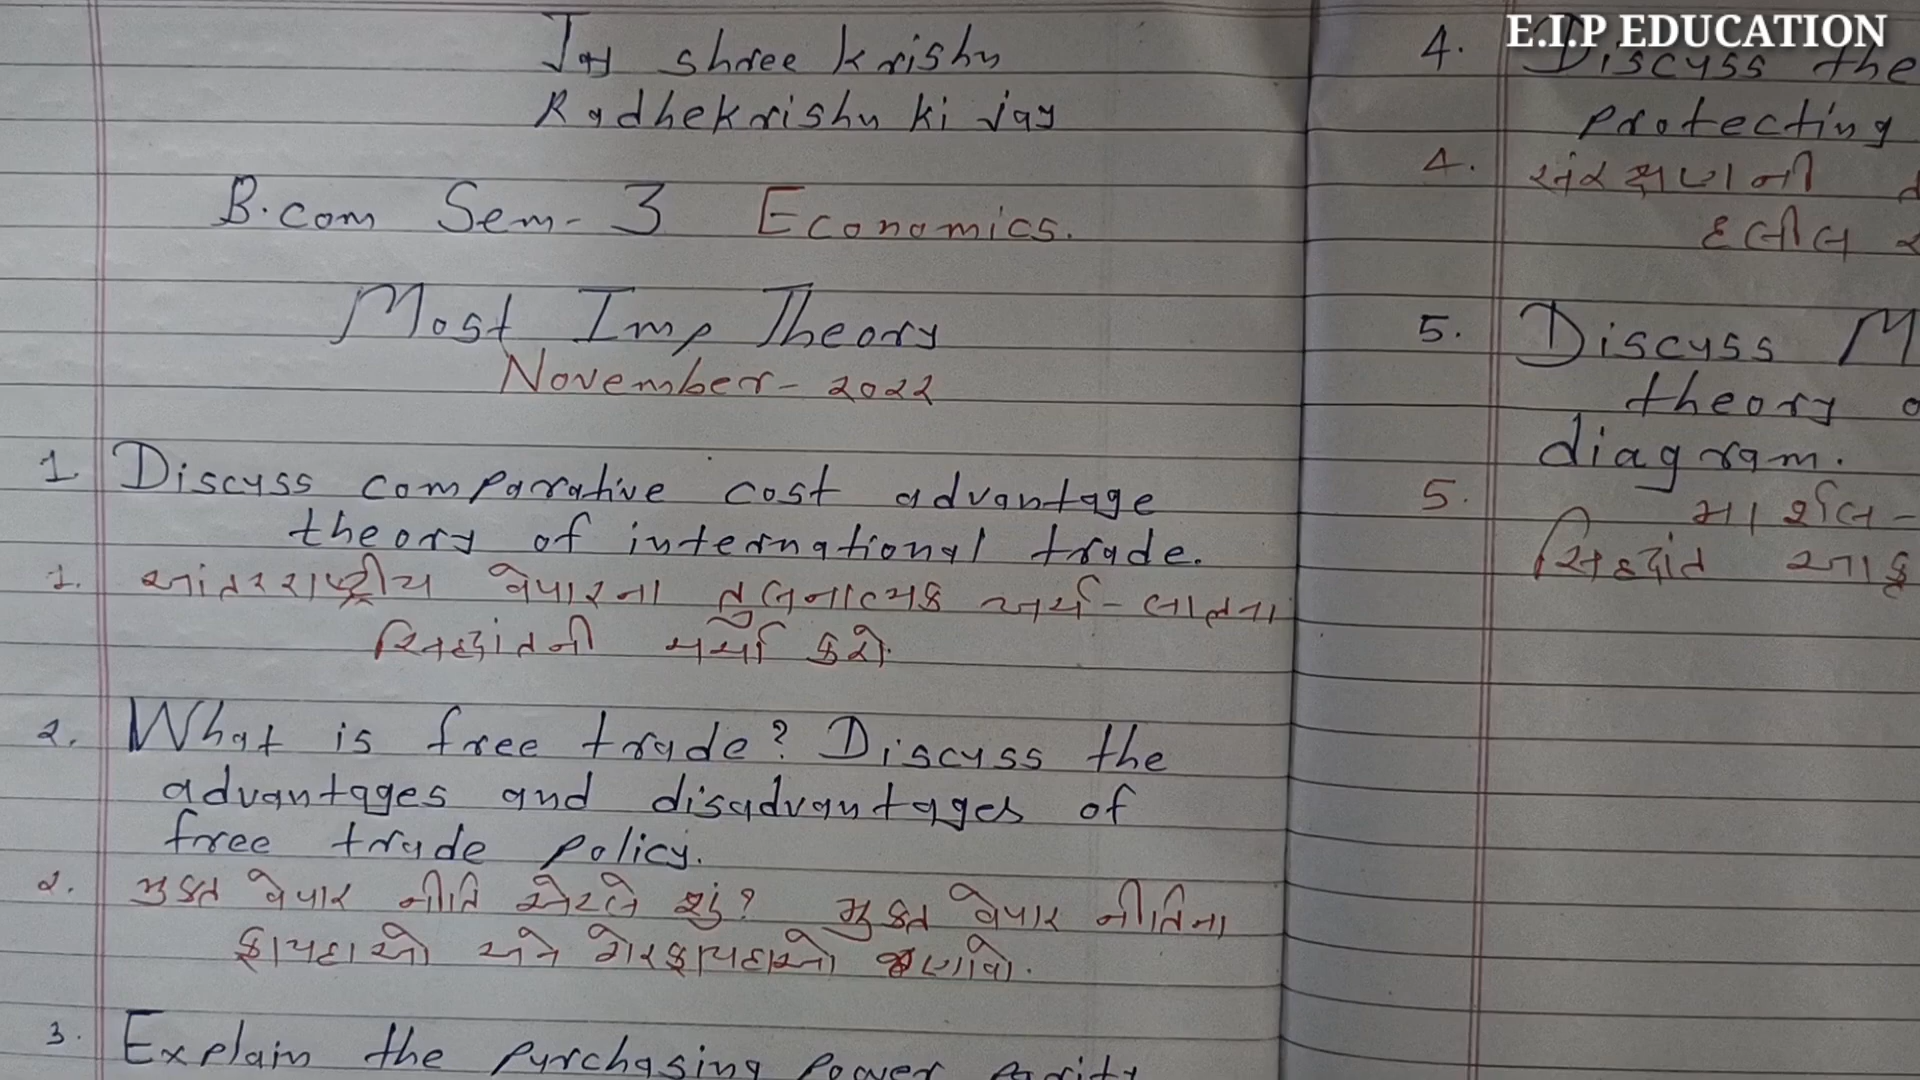 Jay shree krishn
Radhekrishn ki jay
B.com Sem-3 Economics.
Most Imp Theory
November-2022
1 Discuss comparative cost advantage
theory of international trade.
1. આંતરરાષ્ટ્રીય વેપારના તુલનાત્મક ખર્ચ-લાભના
સિદ્ધાંતની ચર્ચા કરો.
2. What is free trade? Discuss the
advantages and disadvantages of
free trade policy.
2. મુક્ત વેપાર નીતિ એટલે શું? મુક્ત વેપાર નીતિના
ફાયદાઓ અને ગેરફાયદાઓ જણાવો.
3. Explain the purchasing power parity
E.I.P EDUCATION
4. Discuss the
protecting
4. સંરક્ષણની
દલીલ
5. Discuss M
theory o
diagram.
5. માર્શલ-
સિદ્ધાંત આકૃ